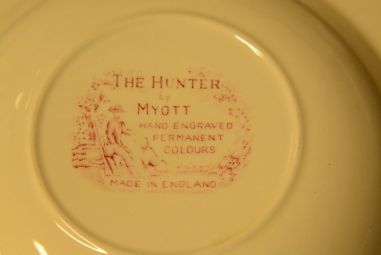 THE HUNTER
by
MYOTT
HAND ENGRAVED
PERMANENT
COLOURS
MADE IN ENGLAND